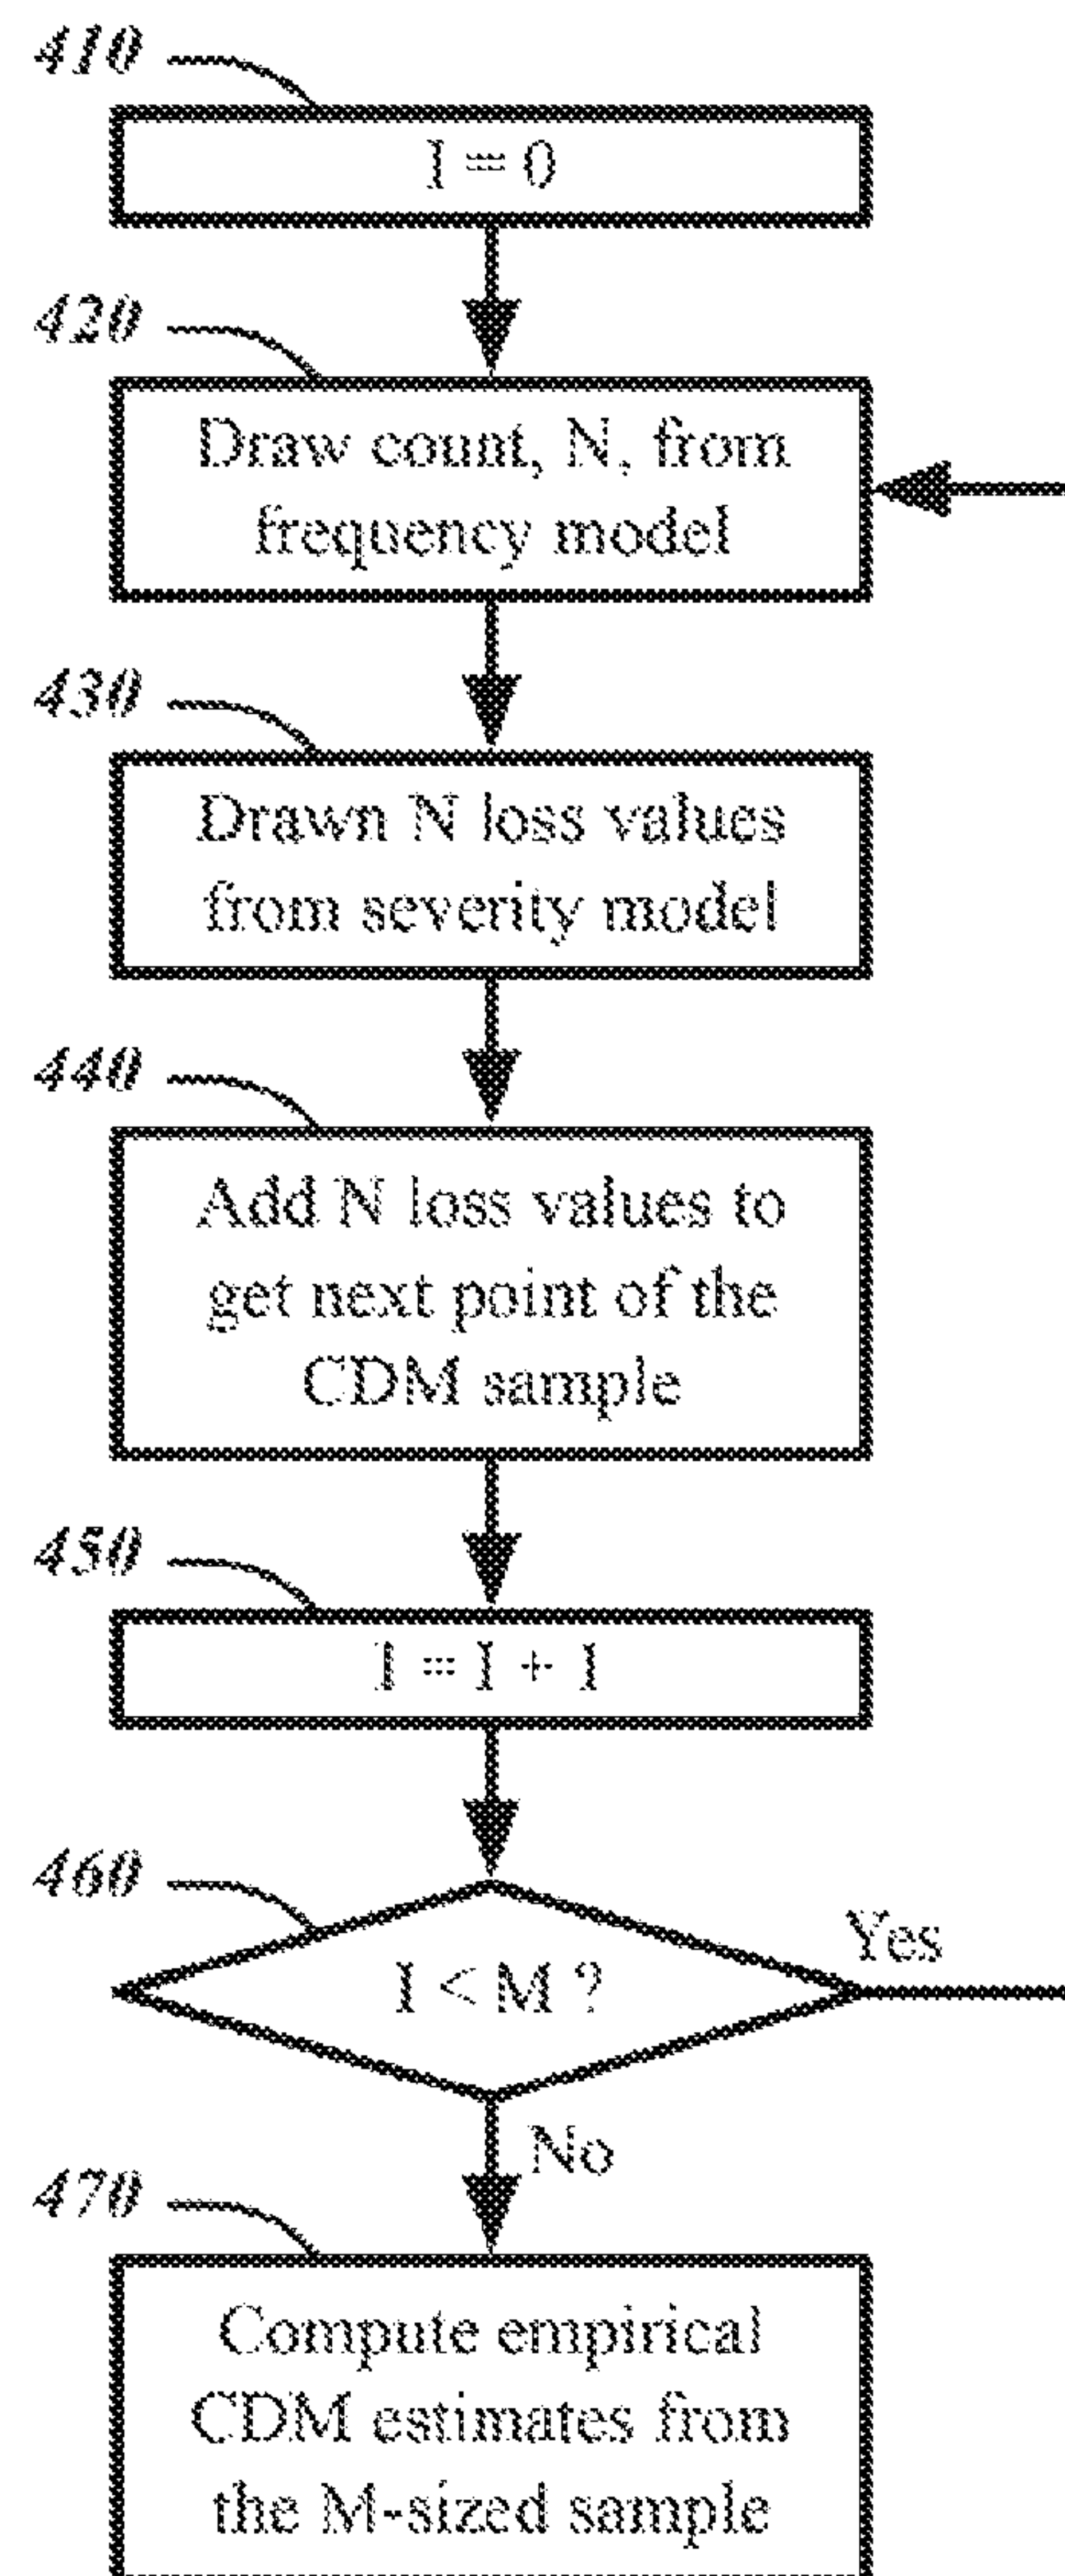 410
I = 0
420
Draw count, N, from
frequency model
430
Drawn N loss values
from severity model
440
Add N loss values to
get next point of the
CDM sample
450
I = I + 1
460
I < M ?
Yes
No
470
Compute empirical
CDM estimates from
the M-sized sample